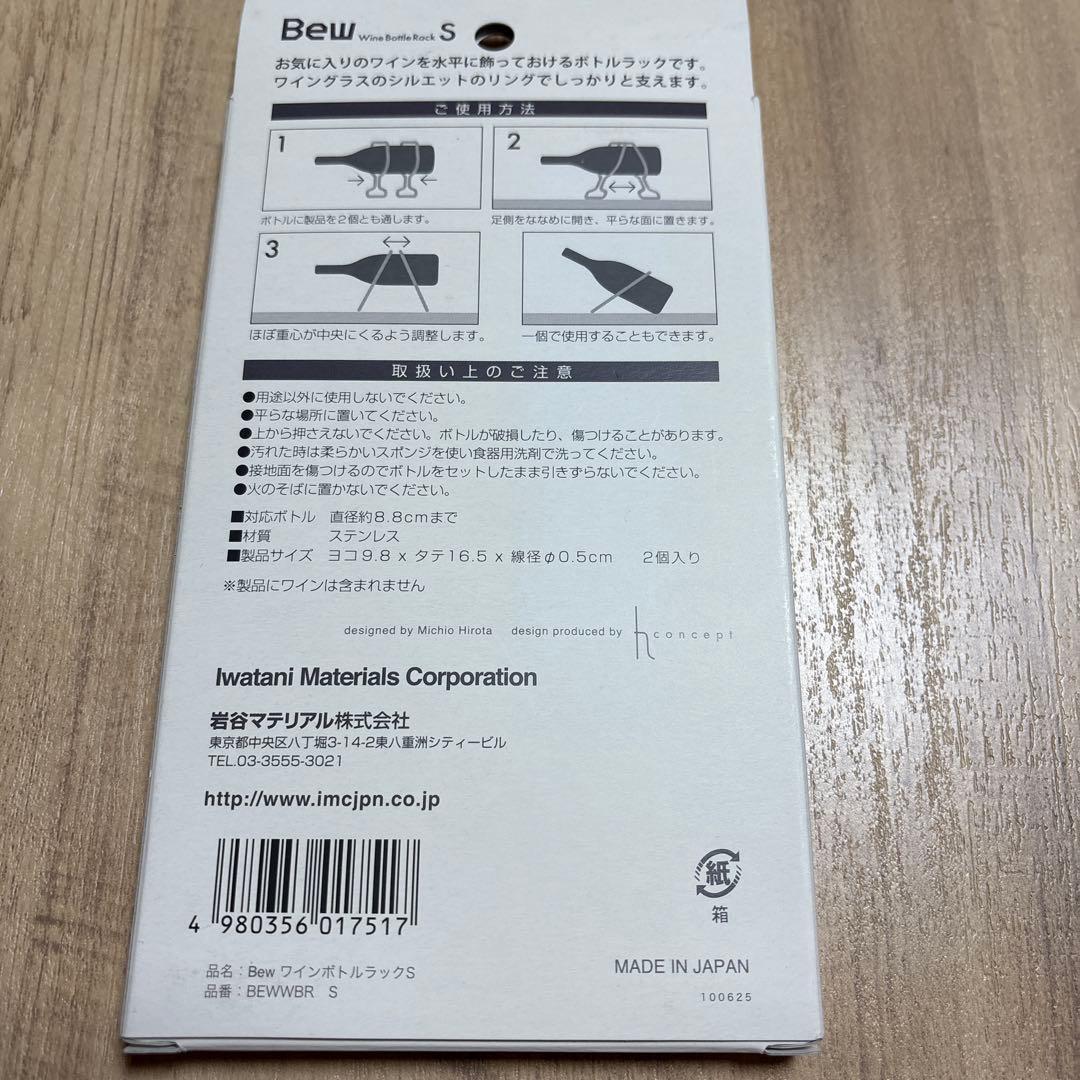 Bew Wine Bottle Rack S
お気に入りのワインを水平に飾っておけるボトルラックです。
ワイングラスのシルエットのリングでしっかりと支えます。
ご使用方法
1
ボトルに製品を2個とも通します。
2
足側をななめに開き、平らな面に置きます。
3
ほぼ重心が中央にくるよう調整します。
一個で使用することもできます。
取扱い上のご注意
●用途以外に使用しないでください。
●平らな場所に置いてください。
●上から押さえないでください。ボトルが破損したり、傷つけることがあります。
●汚れた時は柔らかいスポンジを使い食器用洗剤で洗ってください。
●接地面を傷つけるのでボトルをセットしたまま引きずらないでください。
●火のそばに置かないでください。
■対応ボトル 直径約8.8cmまで
■材質 ステンレス
■製品サイズ ヨコ9.8 x タテ16.5 x 線径φ0.5cm 2個入り
※製品にワインは含まれません
designed by Michio Hirota design produced by h concept
Iwatani Materials Corporation
岩谷マテリアル株式会社
東京都中央区八丁堀3-14-2東八重洲シティービル
TEL.03-3555-3021
http://www.imcjpn.co.jp
4 980356 017517
紙
箱
品名：Bew ワインボトルラックS
品番：BEWWBR S
MADE IN JAPAN
100625